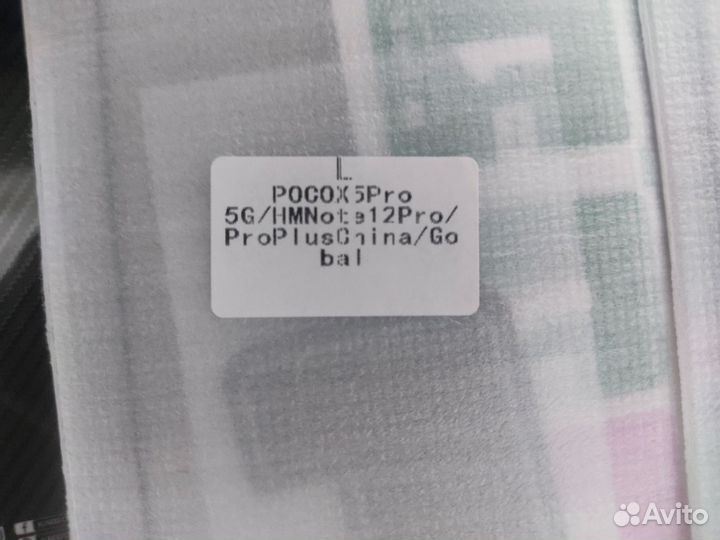 L
POCOX5Pro
5G/HMNote12Pro/
ProPlusChina/Go
bal
Avito